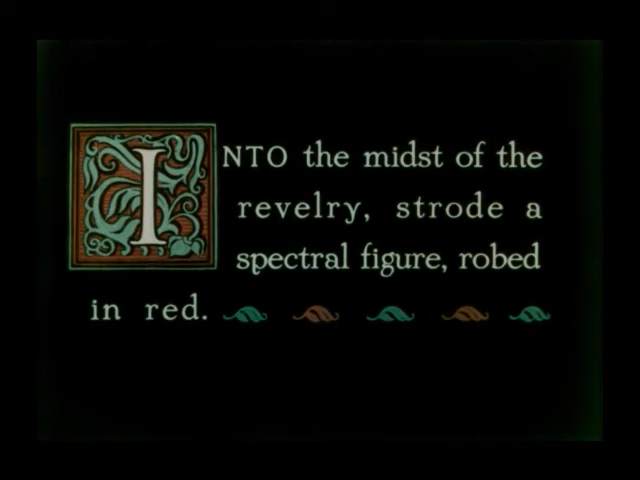 INTO the midst of the
revelry, strode a
spectral figure, robed
in red.